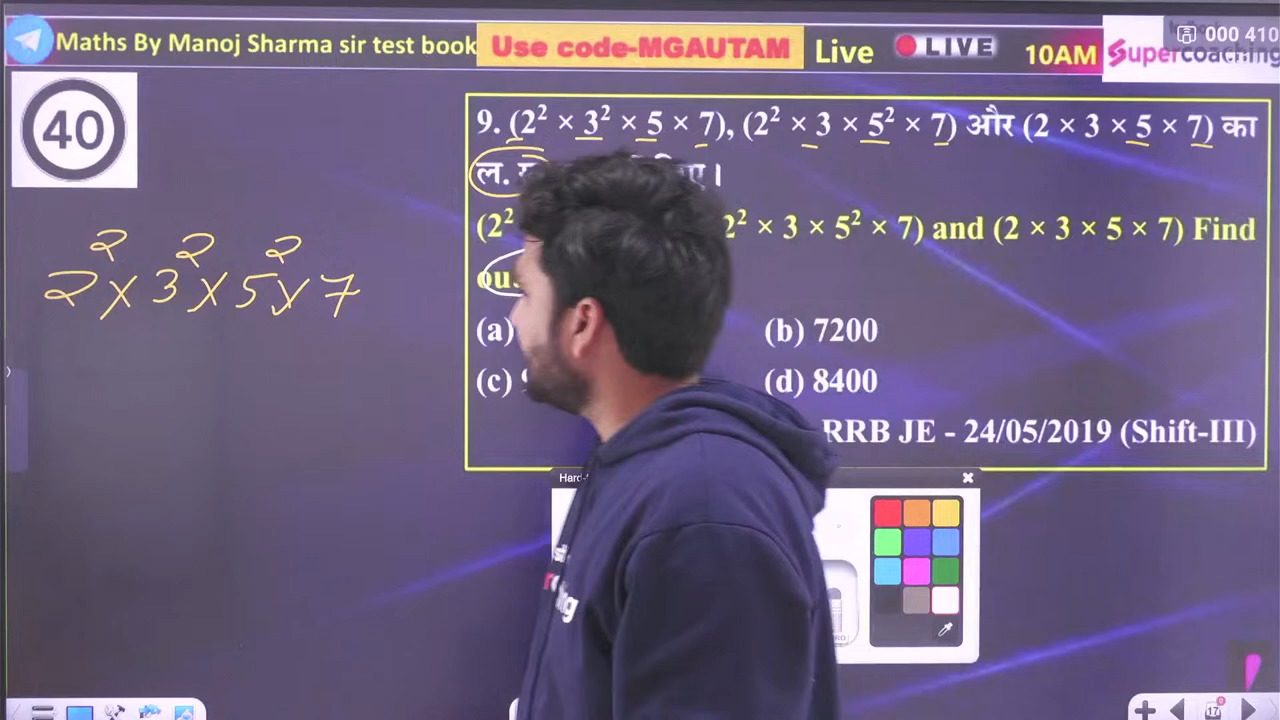 Maths By Manoj Sharma sir test book Use code-MGAUTAM Live LIVE 10AM Supercoaching
000 410
40
9. (2² × 3² × 5 × 7), (2² × 3 × 5² × 7) और (2 × 3 × 5 × 7) का
ल.
(2² 2² × 3 × 5² × 7) and (2 × 3 × 5 × 7) Find
(a) (b) 7200
(c) (d) 8400
RRB JE - 24/05/2019 (Shift-III)
2² × 3² × 5² × 7
17